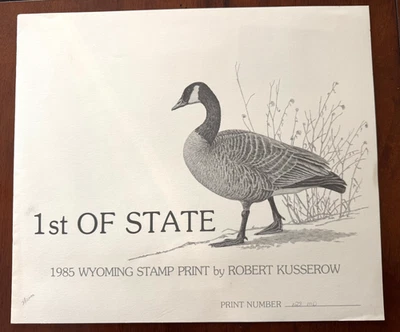 1st OF STATE
1985 WYOMING STAMP PRINT by ROBERT KUSSEROW
PRINT NUMBER